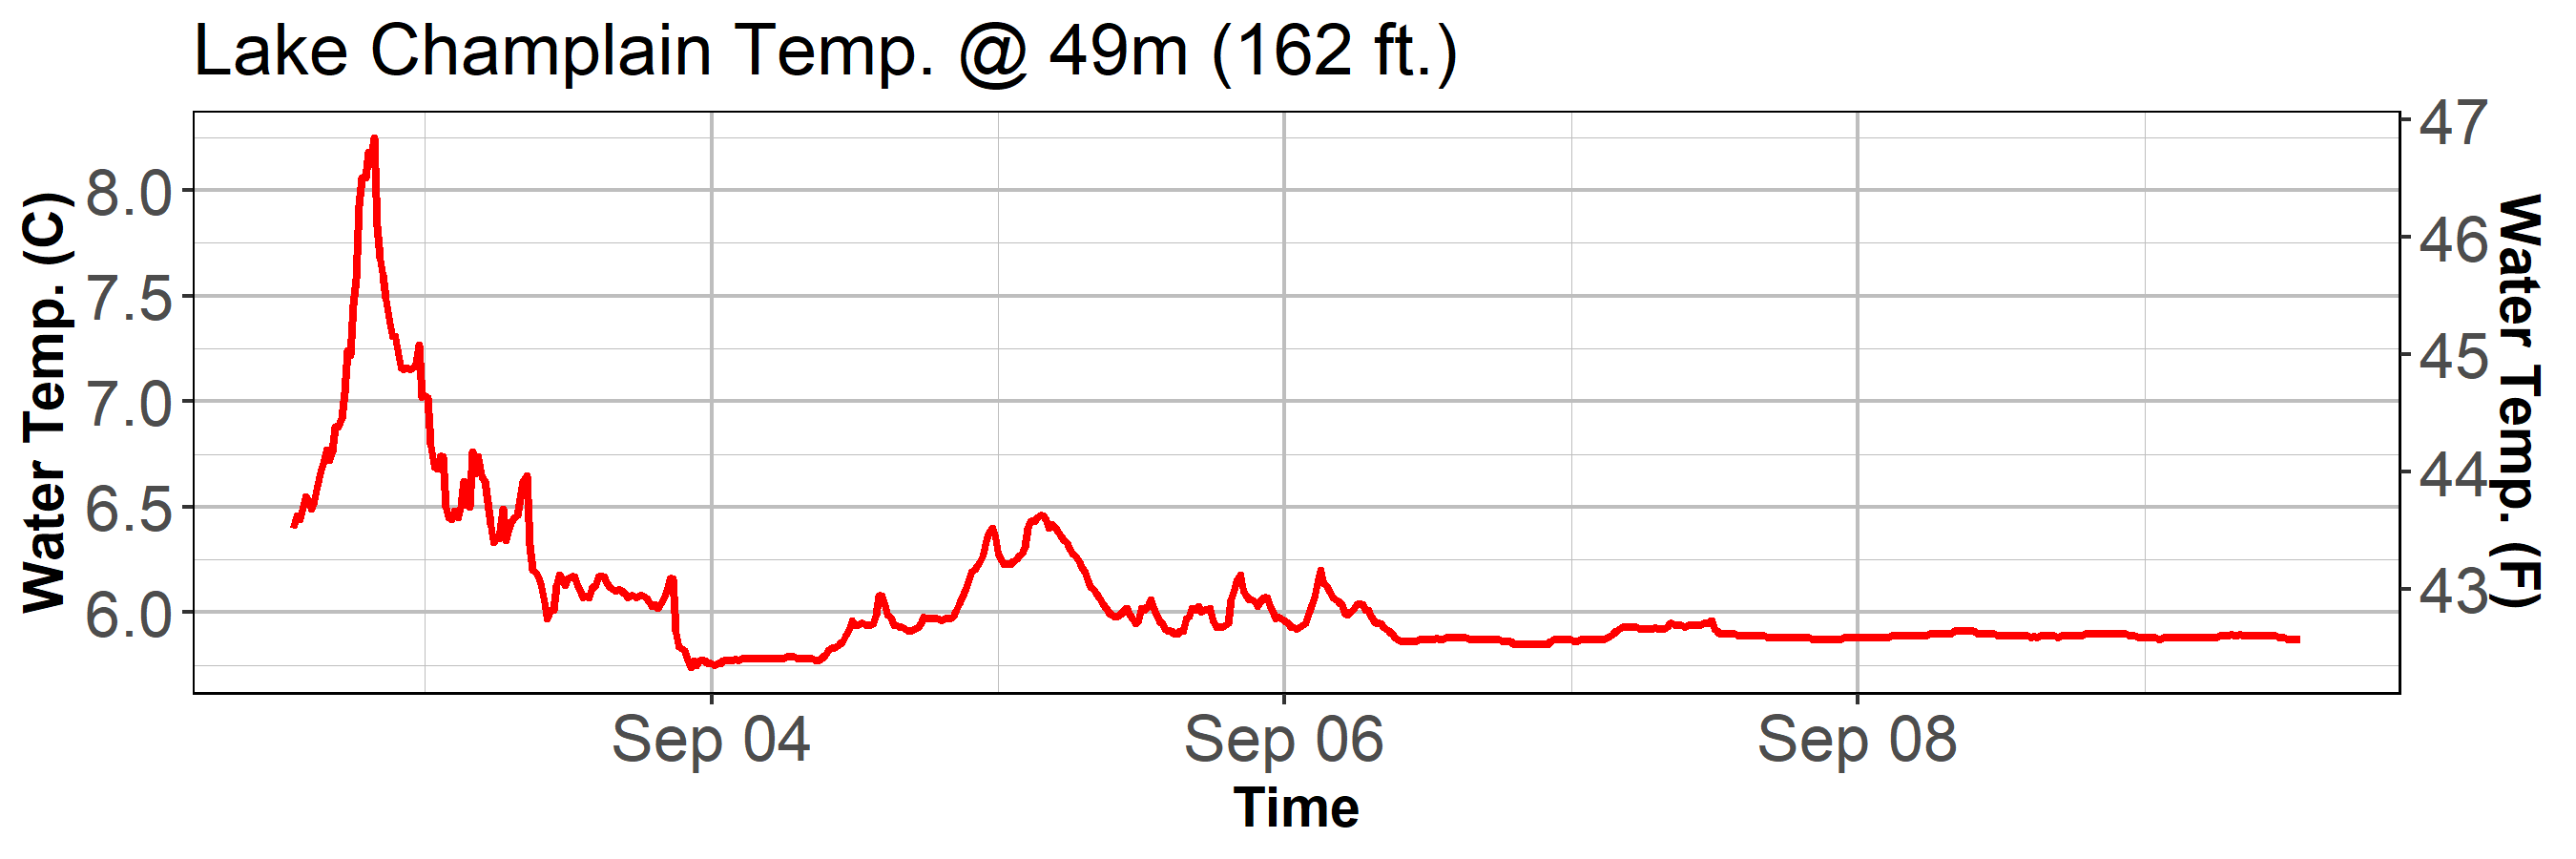 Lake Champlain Temp. @ 49m (162 ft.)
Water Temp. (C)
8.0
7.5
7.0
6.5
6.0
47
46
45
44
43
Water Temp. (F)
Sep 04
Sep 06
Sep 08
Time